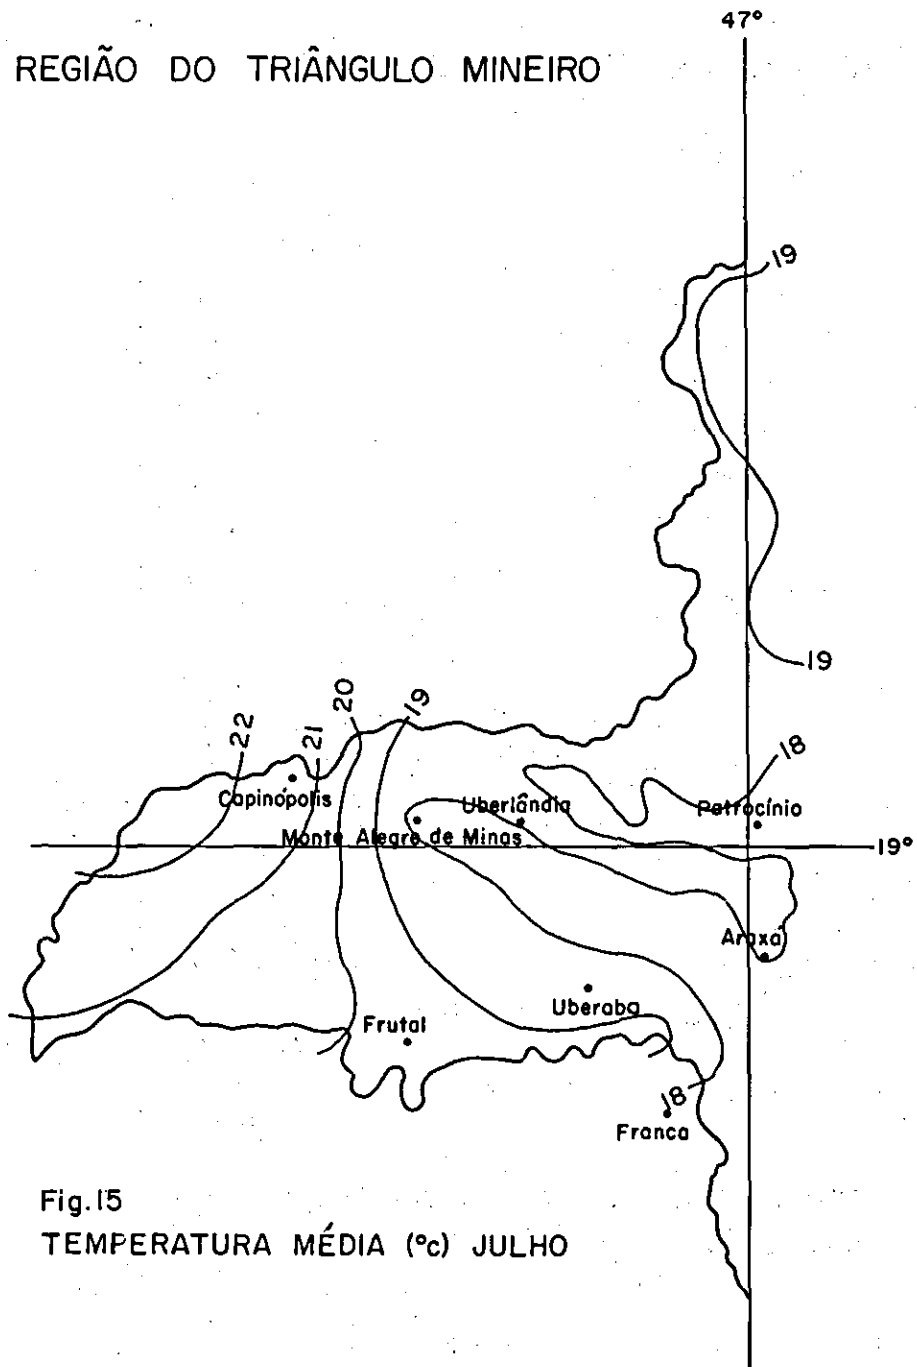 47°
REGIÃO DO TRIÂNGULO MINEIRO
19
19
20
19
22
21
18
Capinópolis
Uberlândia
Patrocínio
Monte Alegre de Minas
19°
Araxá
Uberaba
Frutal
18
Franca
Fig.15
TEMPERATURA MÉDIA (°c) JULHO